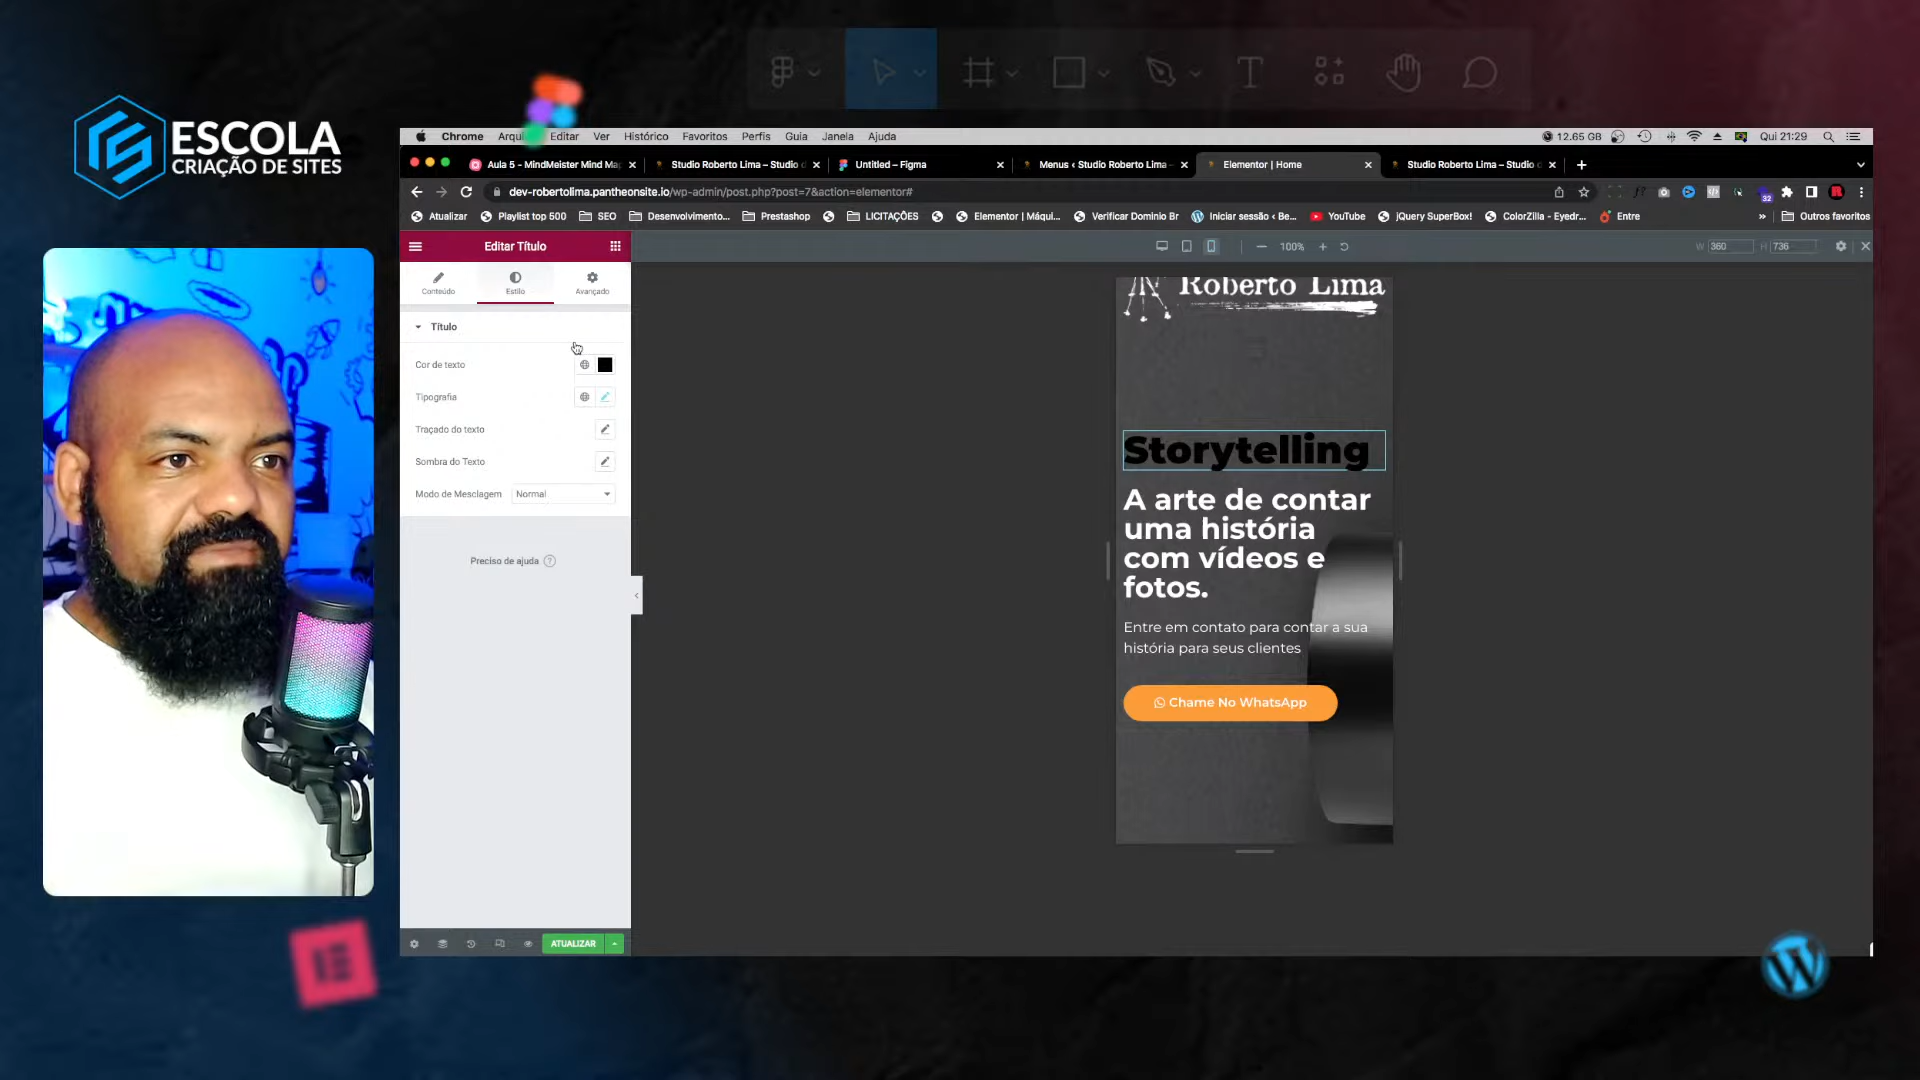 ESCOLA
CRIAÇÃO DE SITES
Chrome Arqu Editar Ver Histórico Favoritos Perfis Guia Janela Ajuda
12.65 GB Qui 21:29
Aula 5 - MindMeister Mind Ma
Studio Roberto Lima – Studio d
Untitled – Figma
Menus ‹ Studio Roberto Lima –
Elementor | Home
Studio Roberto Lima – Studio d
dev-robertolima.pantheonsite.io/wp-admin/post.php?post=7&action=elementor#
32
Atualizar Playlist top 500 SEO Desenvolvimento... Prestashop LICITAÇÕES Elementor | Máqui... Verificar Dominio Br Iniciar sessão ‹ Be... YouTube jQuery SuperBox! ColorZilla - Eyedr... Entre » Outros favoritos
Editar Título
100%
W 360 H 736
Conteúdo Estilo Avançado
Título
Cor de texto
Tipografia
Traçado do texto
Sombra do Texto
Modo de Mesclagem Normal
Preciso de ajuda ?
ATUALIZAR
Roberto Lima
Storytelling
A arte de contar
uma história
com vídeos e
fotos.
Entre em contato para contar a sua
história para seus clientes
Chame No WhatsApp